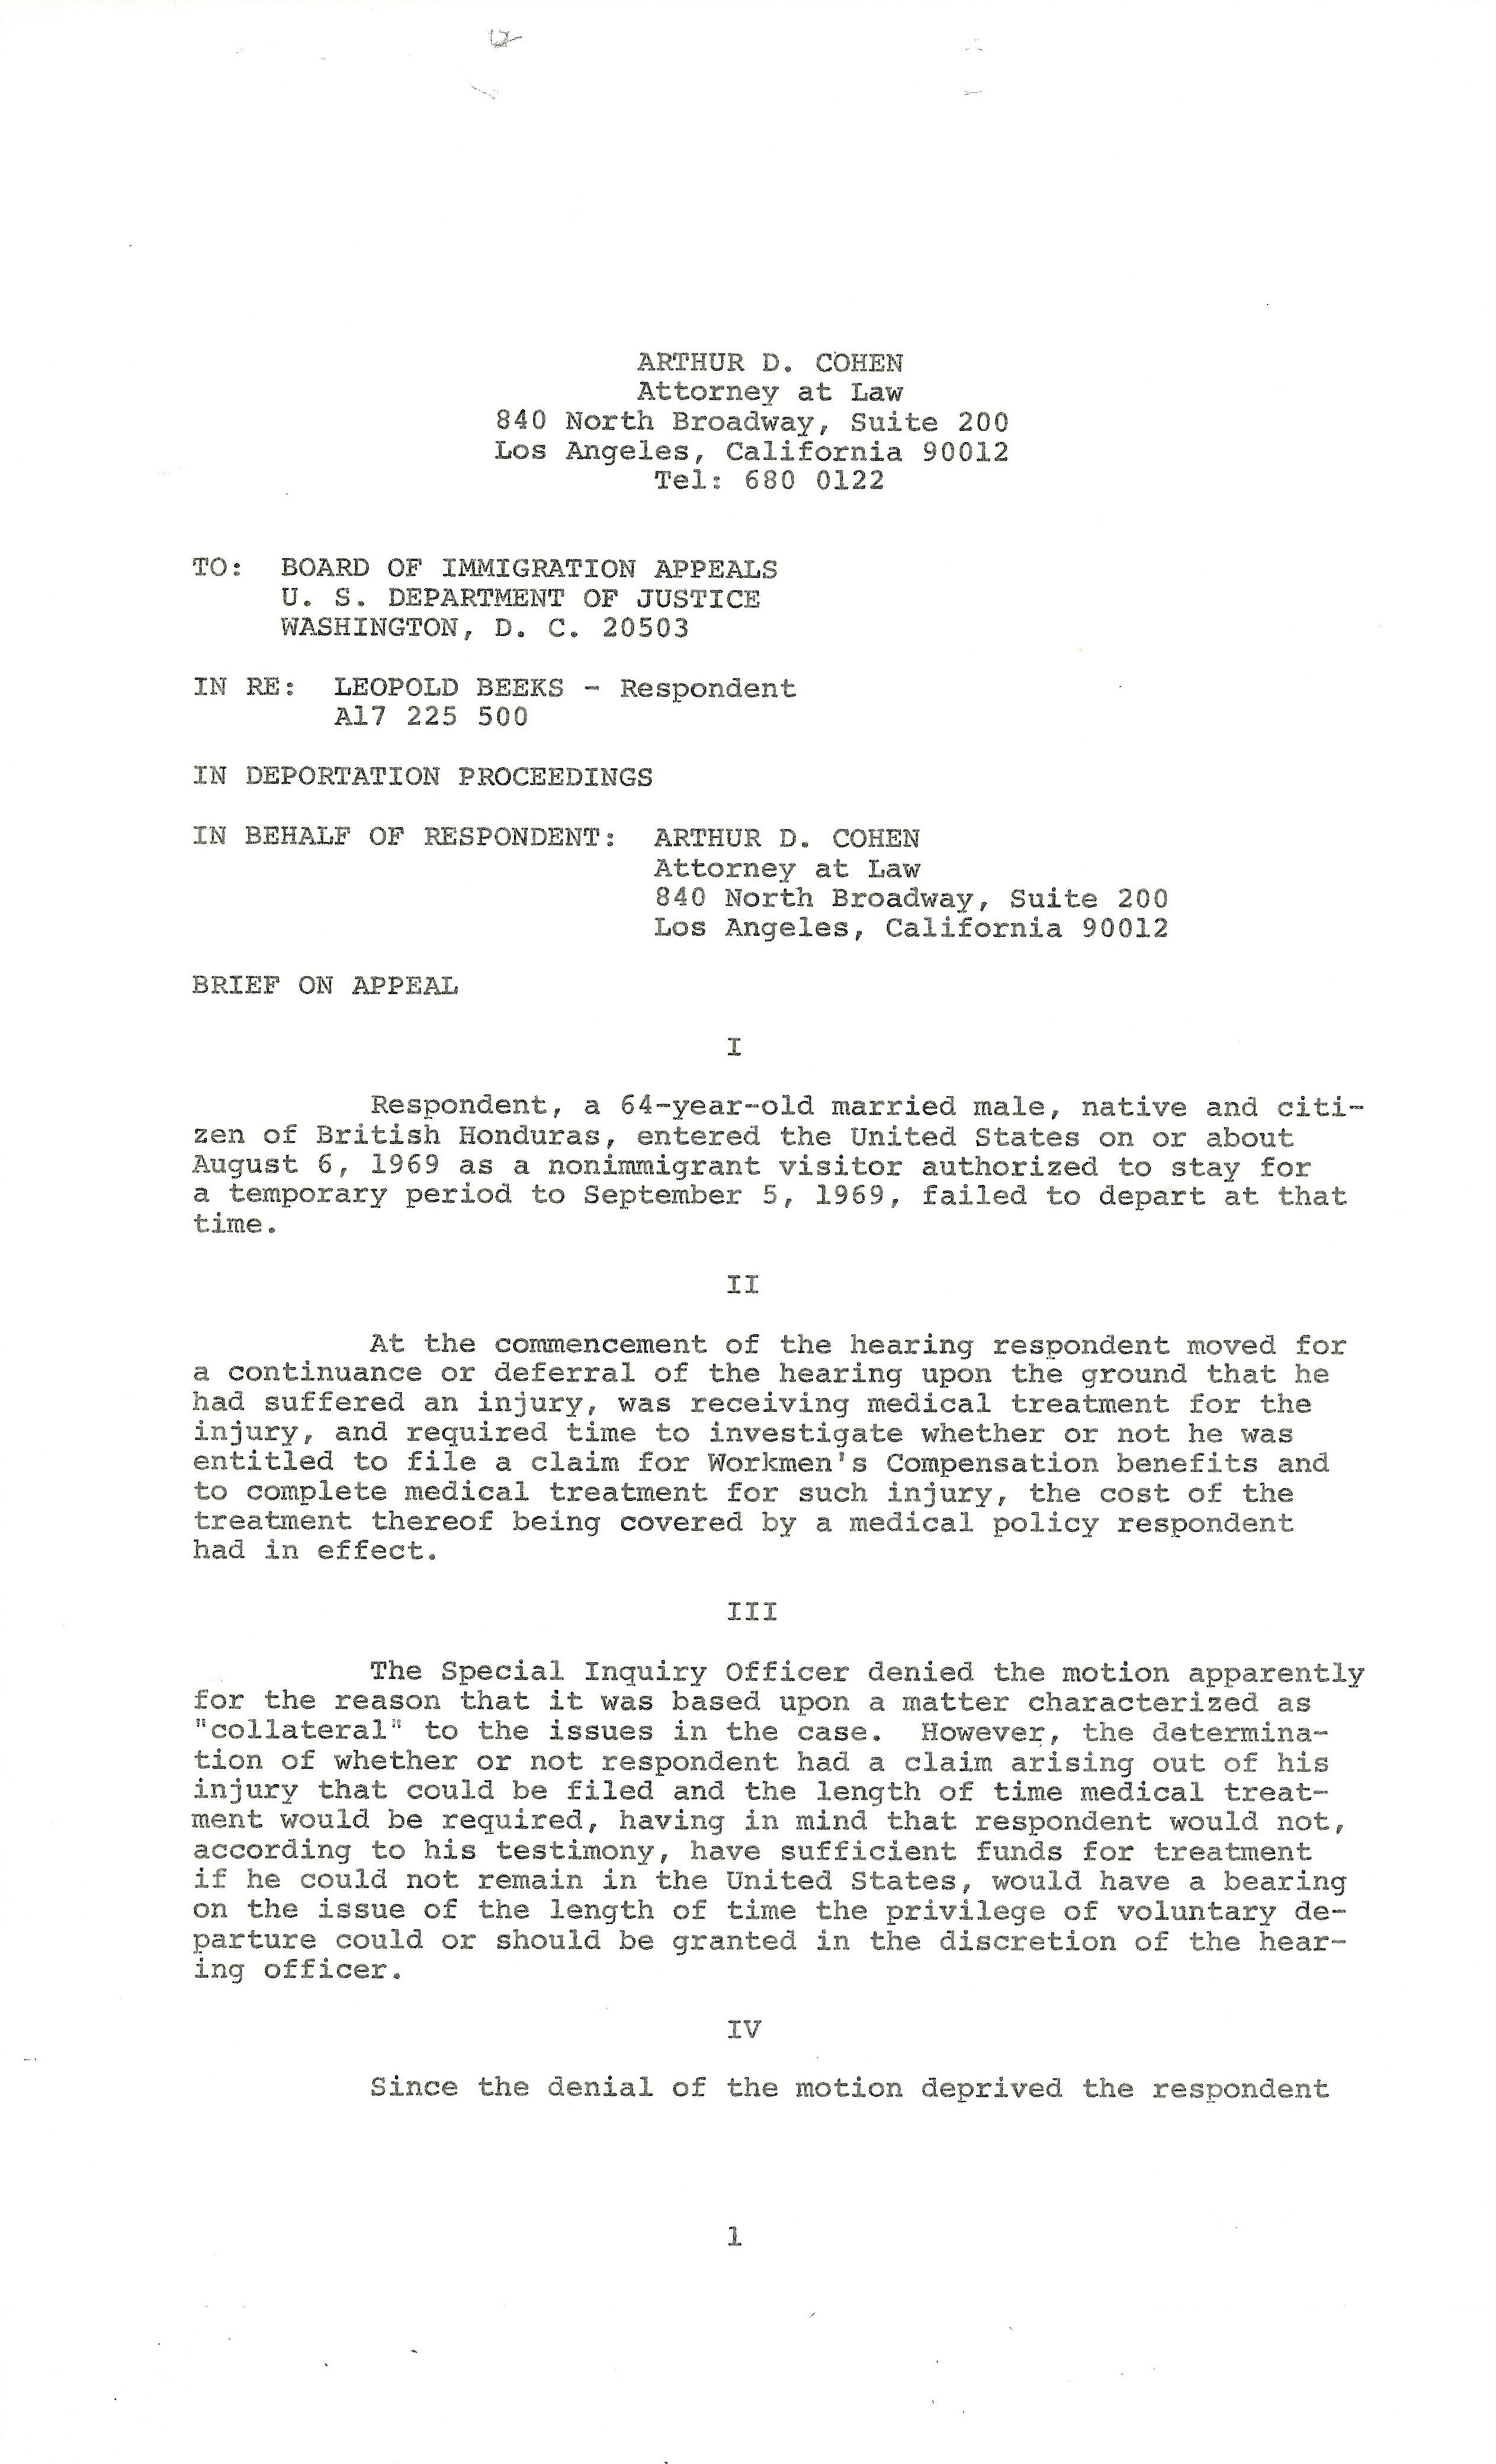 ARTHUR D. COHEN
Attorney at Law
840 North Broadway, Suite 200
Los Angeles, California 90012
Tel: 680 0122
TO: BOARD OF IMMIGRATION APPEALS
U. S. DEPARTMENT OF JUSTICE
WASHINGTON, D. C. 20503
IN RE: LEOPOLD BEEKS - Respondent
A17 225 500
IN DEPORTATION PROCEEDINGS
IN BEHALF OF RESPONDENT: ARTHUR D. COHEN
Attorney at Law
840 North Broadway, Suite 200
Los Angeles, California 90012
BRIEF ON APPEAL
I
Respondent, a 64-year-old married male, native and citi-
zen of British Honduras, entered the United States on or about
August 6, 1969 as a nonimmigrant visitor authorized to stay for
a temporary period to September 5, 1969, failed to depart at that
time.
II
At the commencement of the hearing respondent moved for
a continuance or deferral of the hearing upon the ground that he
had suffered an injury, was receiving medical treatment for the
injury, and required time to investigate whether or not he was
entitled to file a claim for Workmen's Compensation benefits and
to complete medical treatment for such injury, the cost of the
treatment thereof being covered by a medical policy respondent
had in effect.
III
The Special Inquiry Officer denied the motion apparently
for the reason that it was based upon a matter characterized as
"collateral" to the issues in the case. However, the determina-
tion of whether or not respondent had a claim arising out of his
injury that could be filed and the length of time medical treat-
ment would be required, having in mind that respondent would not,
according to his testimony, have sufficient funds for treatment
if he could not remain in the United States, would have a bearing
on the issue of the length of time the privilege of voluntary de-
parture could or should be granted in the discretion of the hear-
ing officer.
IV
Since the denial of the motion deprived the respondent
1